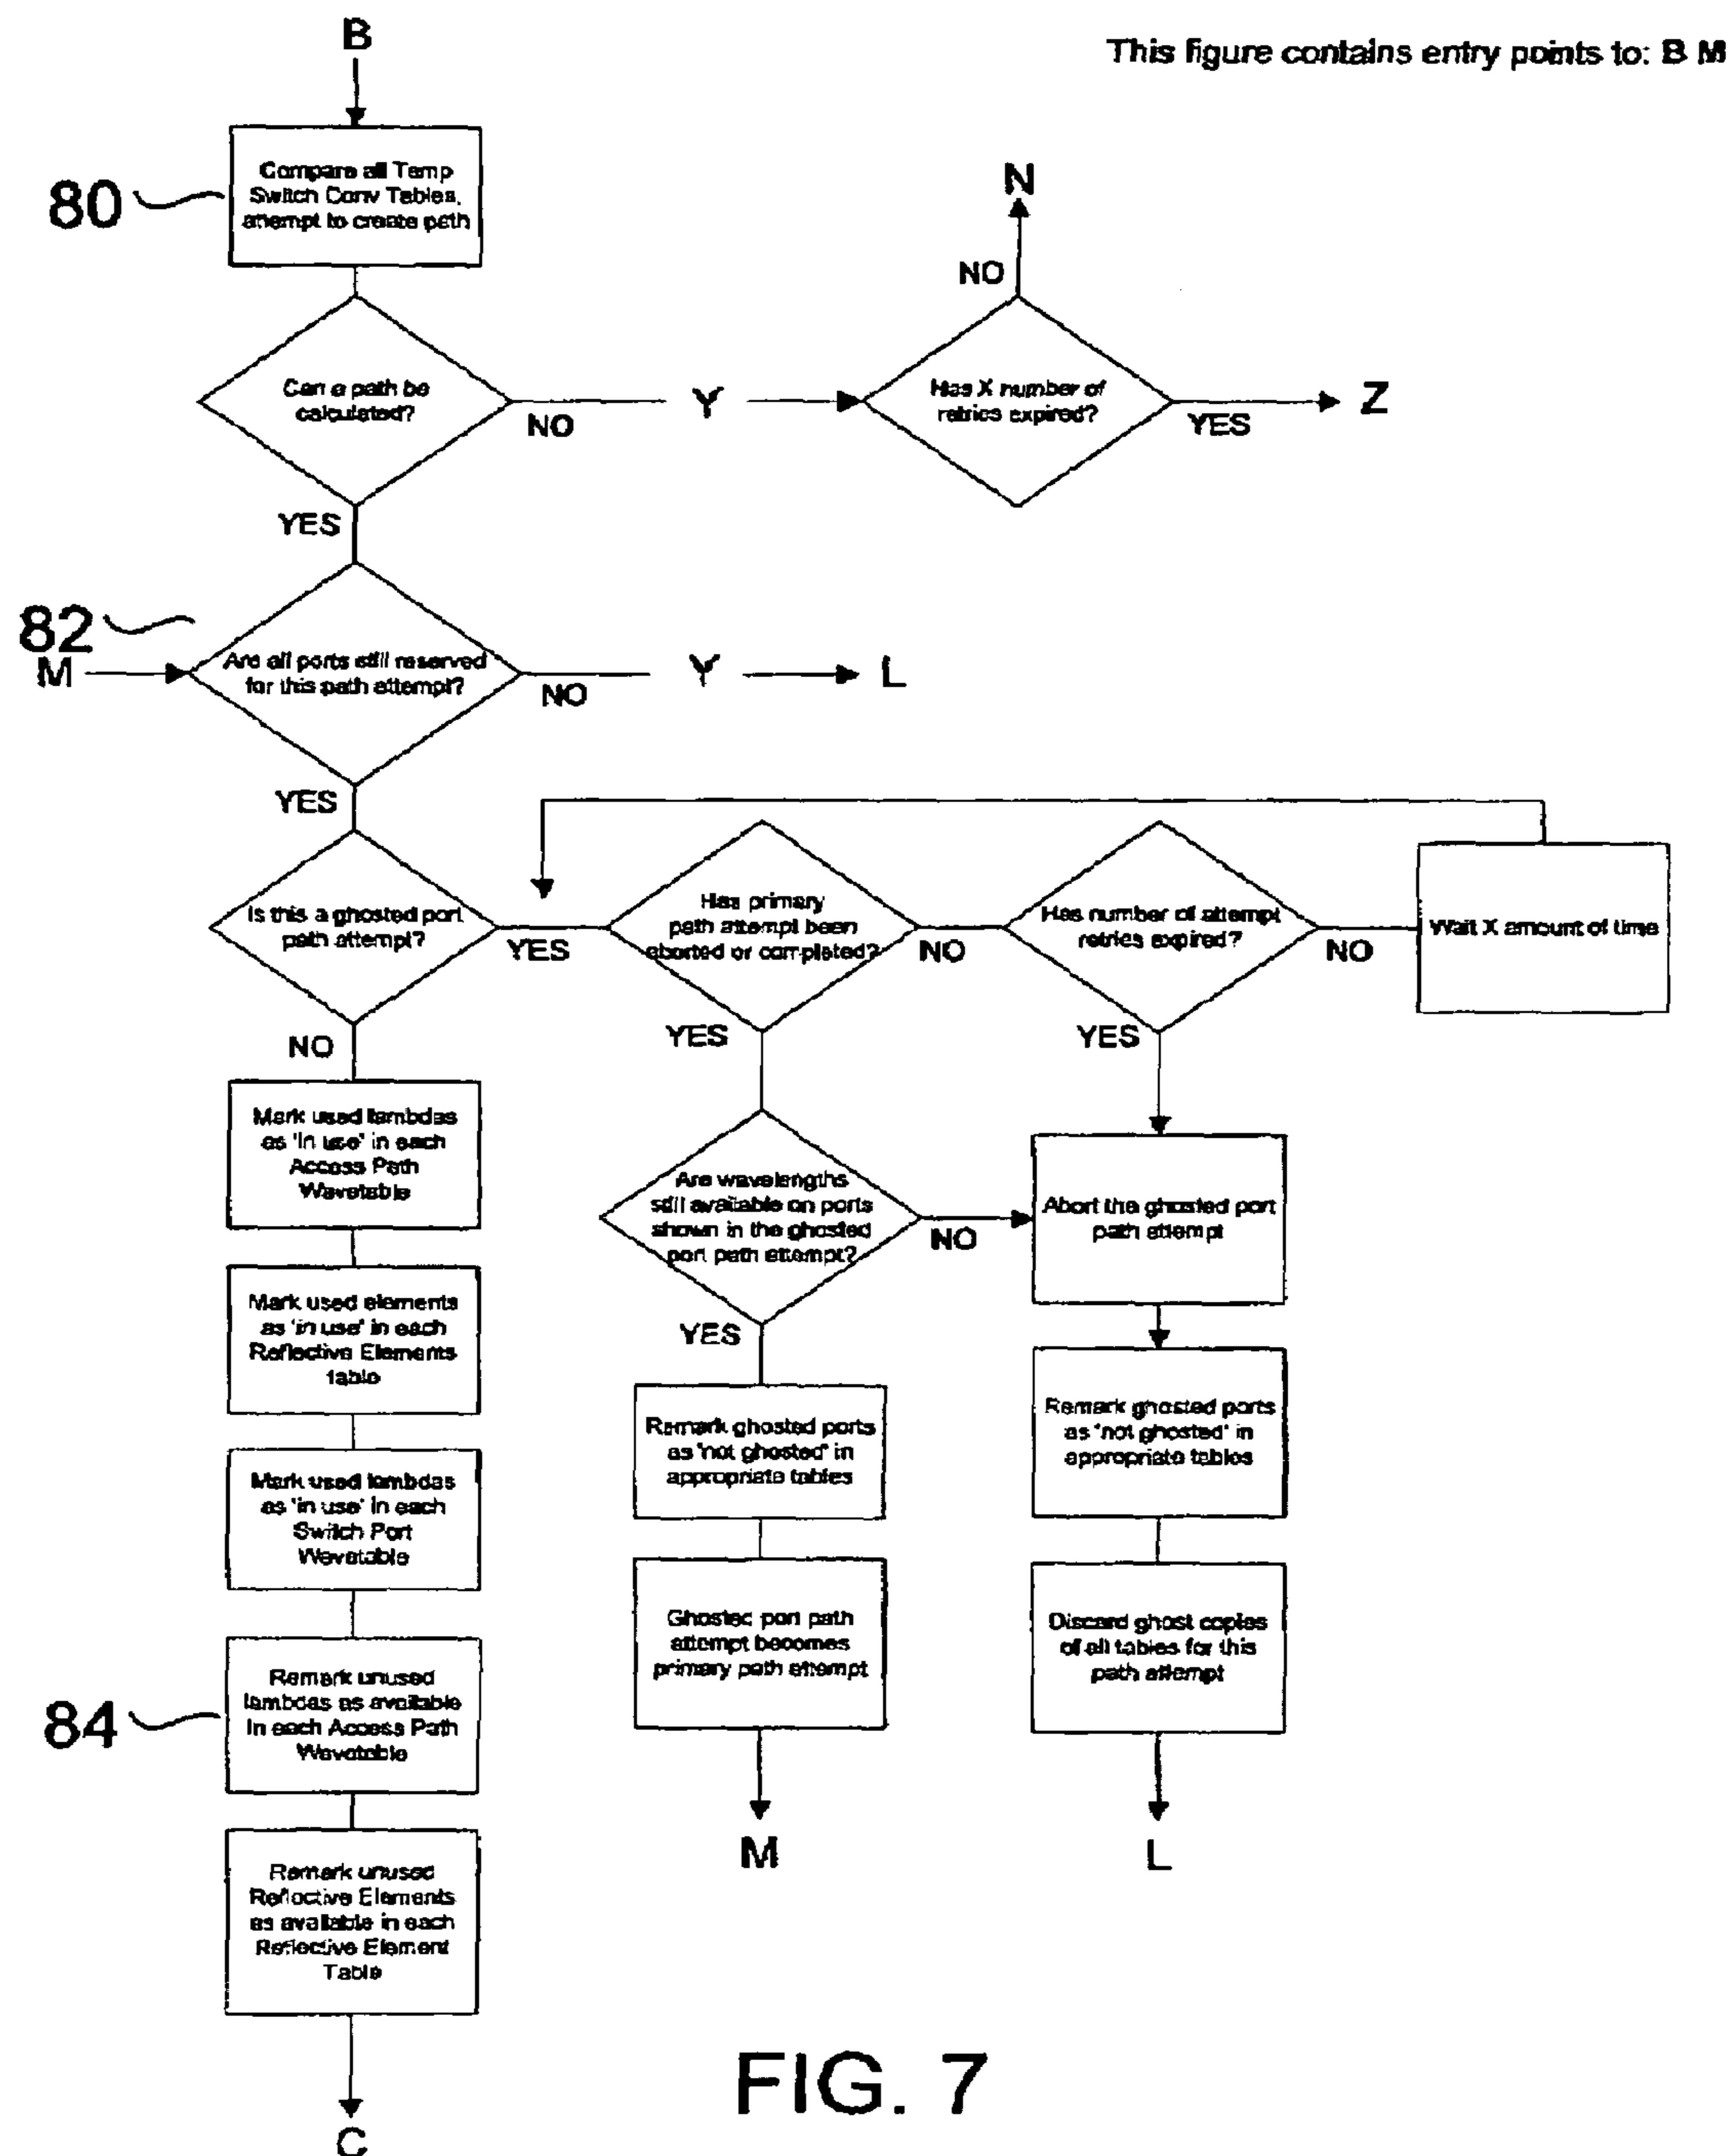 B
This figure contains entry points to: B M
80
Compare all Temp
Switch Conv Tables,
attempt to create path
N
NO
Can a path be
calculated?
NO
Y
Has X number of
retries expired?
YES
Z
YES
82
M
Are all ports still reserved
for this path attempt?
NO
Y
L
YES
Is this a ghosted port
path attempt?
YES
Has primary
path attempt been
aborted or completed?
NO
Has number of attempt
retries expired?
NO
Wait X amount of time
NO
YES
YES
Mark used lambdas
as 'in use' in each
Access Path
Wavetable
Are wavelengths
still available on ports
shown in the ghosted
port path attempt?
NO
Abort the ghosted port
path attempt
Mark used elements
as 'in use' in each
Reflective Elements
table
YES
Remark ghosted ports
as 'not ghosted' in
appropriate tables
Remark ghosted ports
as 'not ghosted' in
appropriate tables
Mark used lambdas
as 'in use' in each
Switch Port
Wavetable
Ghosted port path
attempt becomes
primary path attempt
Discard ghost copies
of all tables for this
path attempt
84
Remark unused
lambdas as available
in each Access Path
Wavetable
M
L
Remark unused
Reflective Elements
as available in each
Reflective Element
Table
C
FIG. 7